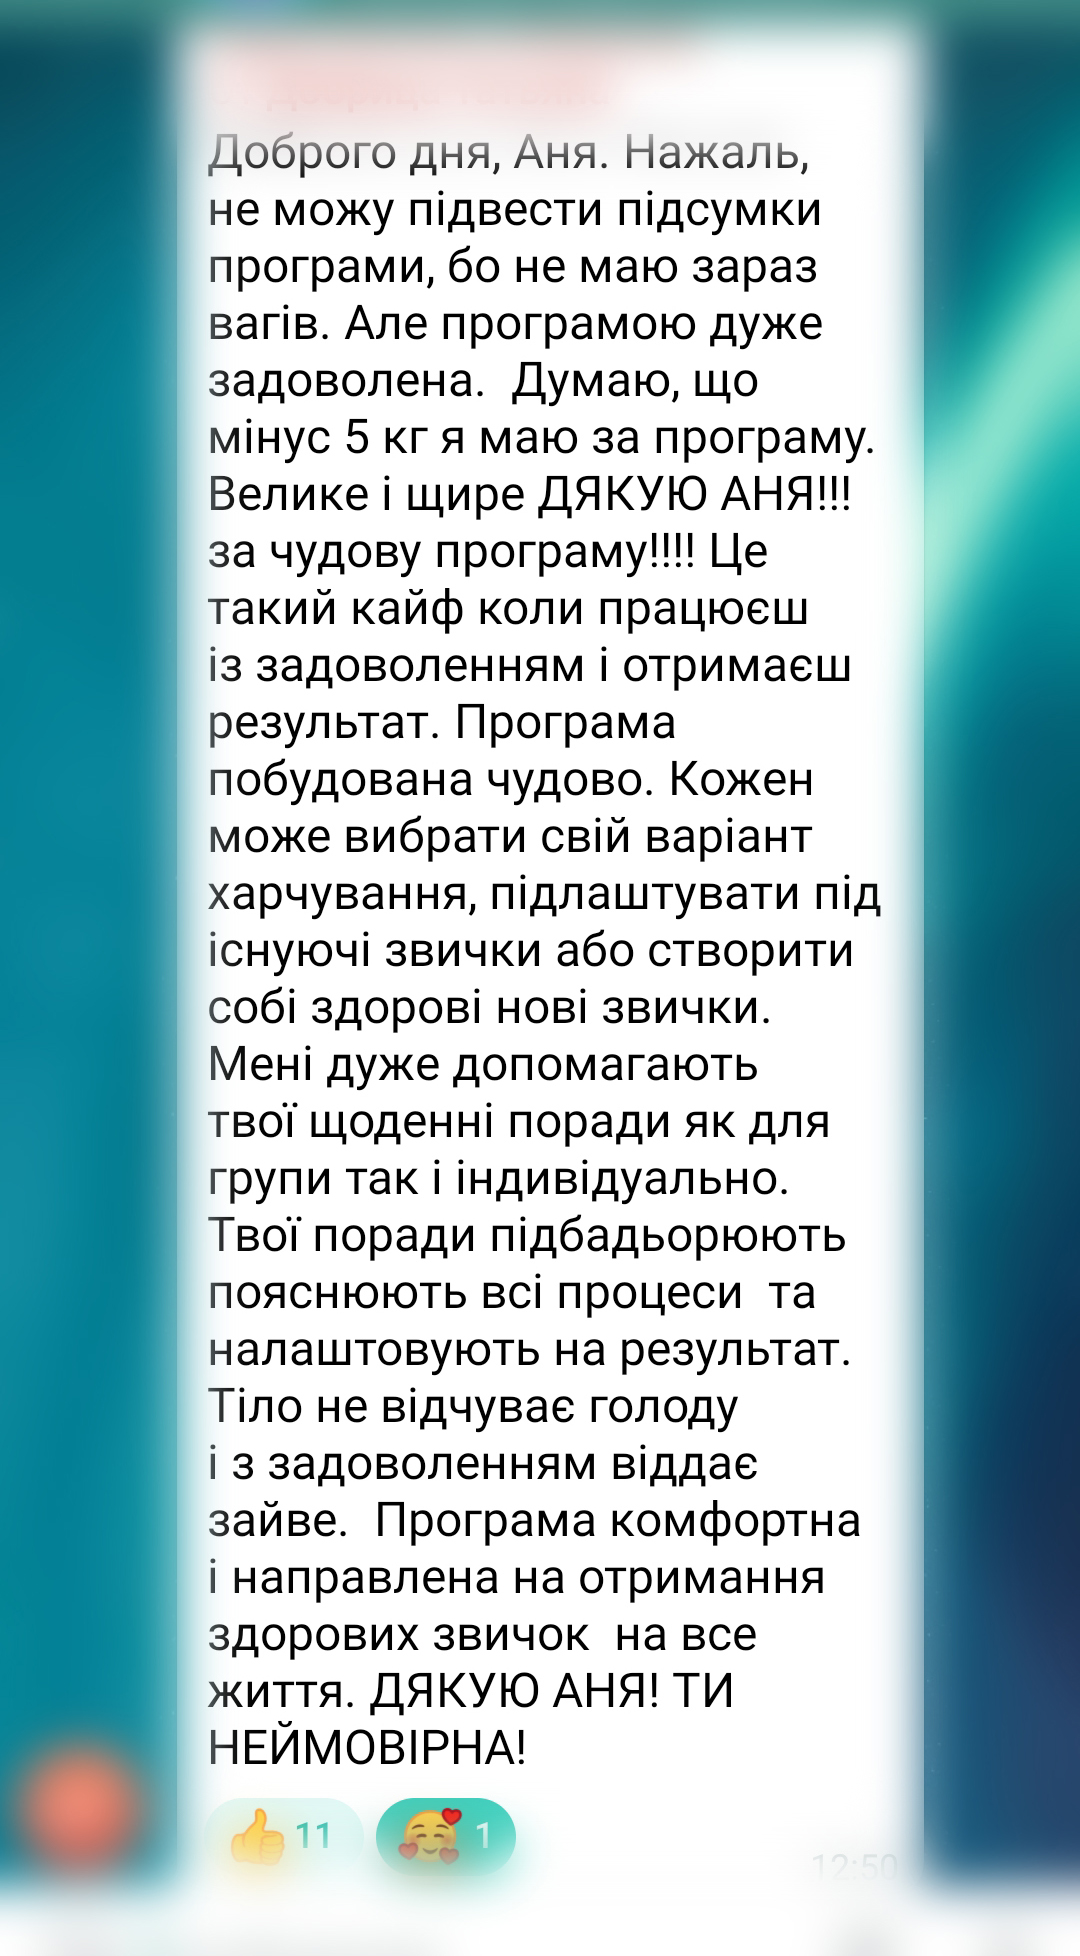 Доброго дня, Аня. Нажаль,
не можу підвести підсумки
програми, бо не маю зараз
вагів. Але програмою дуже
задоволена.  Думаю, що
мінус 5 кг я маю за програму.
Велике і щире ДЯКУЮ АНЯ!!!
за чудову програму!!!! Це
такий кайф коли працюєш
із задоволенням і отримаєш
результат. Програма
побудована чудово. Кожен
може вибрати свій варіант
харчування, підлаштувати під
існуючі звички або створити
собі здорові нові звички.
Мені дуже допомагають
твої щоденні поради як для
групи так і індивідуально.
Твої поради підбадьорюють
пояснюють всі процеси  та
налаштовують на результат.
Тіло не відчуває голоду
і з задоволенням віддає
зайве.  Програма комфортна
і направлена на отримання
здорових звичок  на все
життя. ДЯКУЮ АНЯ! ТИ
НЕЙМОВІРНА!
11 1
12:50